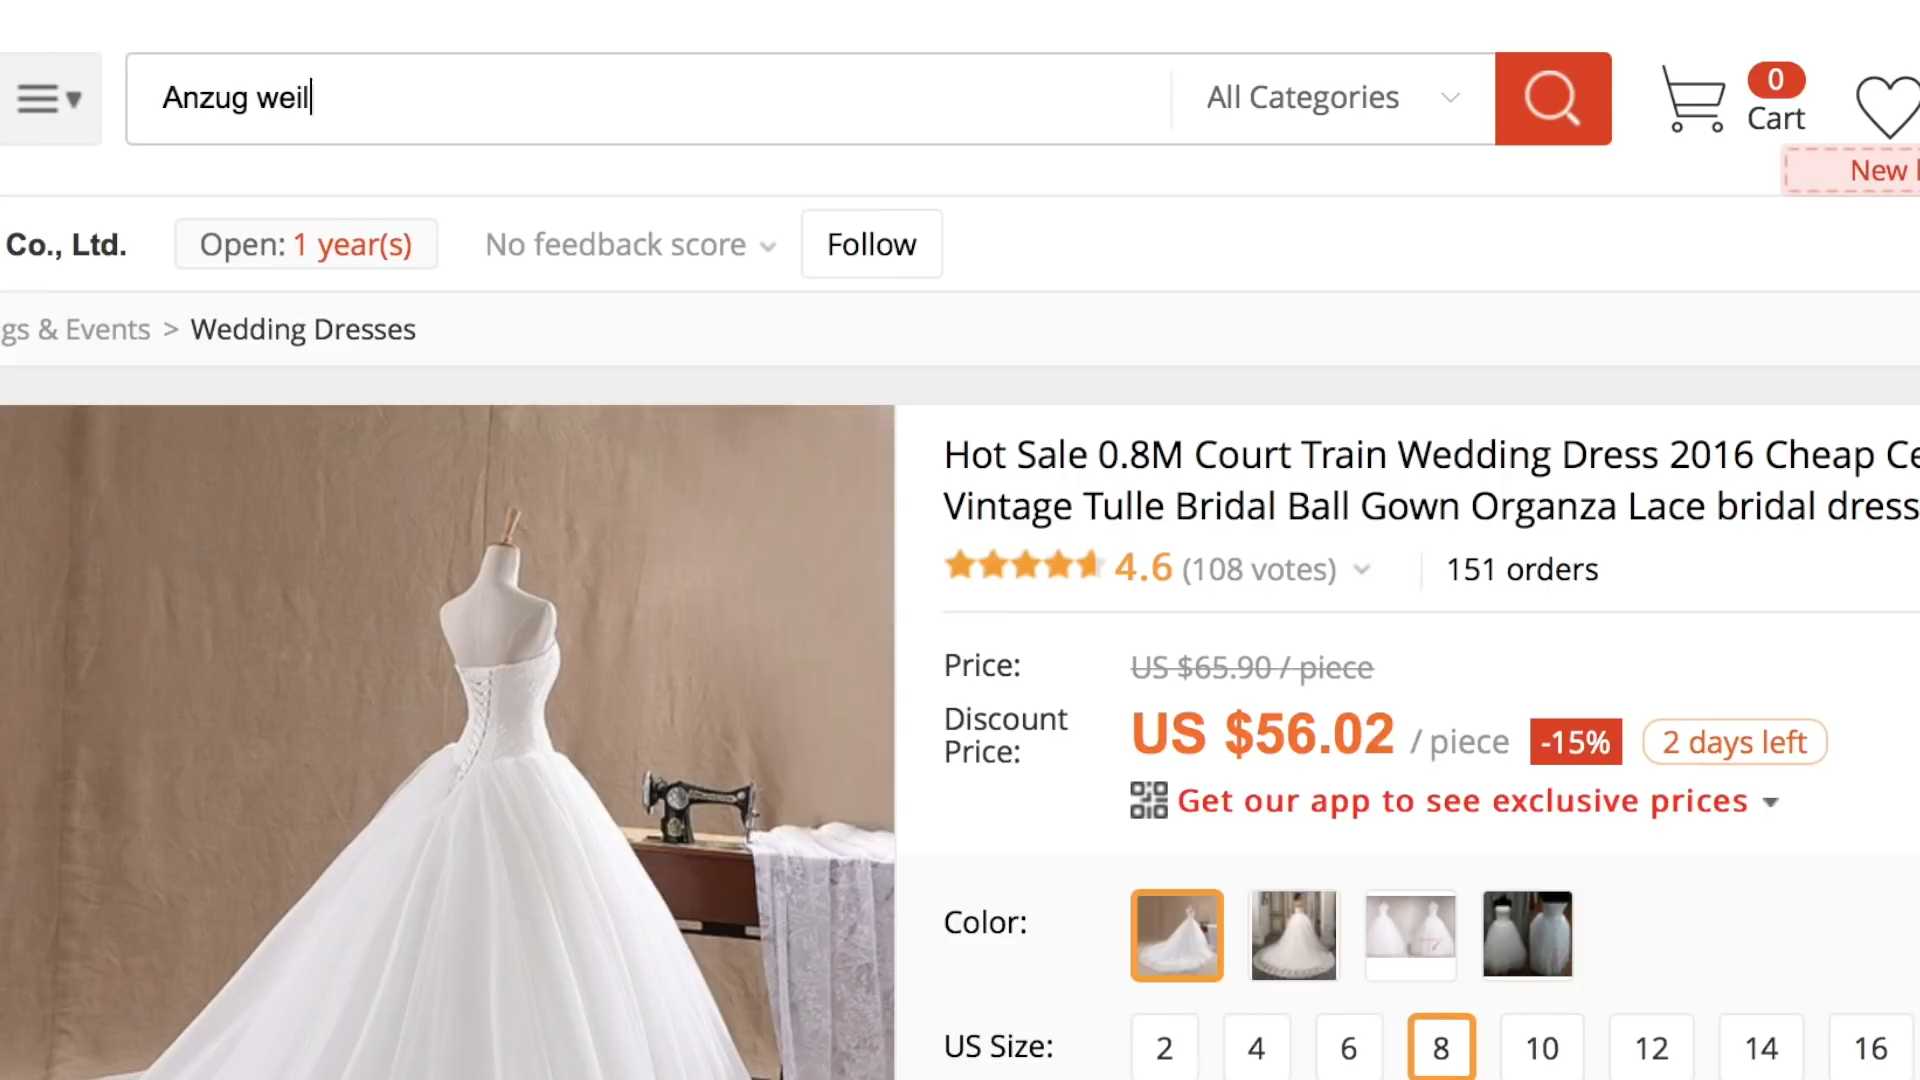 Anzug weil
All Categories
0
Cart
New
Co., Ltd.
Open: 1 year(s)
No feedback score
Follow
gs & Events > Wedding Dresses
Hot Sale 0.8M Court Train Wedding Dress 2016 Cheap Ce
Vintage Tulle Bridal Ball Gown Organza Lace bridal dress
4.6 (108 votes)
151 orders
Price:
US $65.90 / piece
Discount
Price:
US $56.02 / piece
-15%
2 days left
Get our app to see exclusive prices
Color:
US Size:
2
4
6
8
10
12
14
16